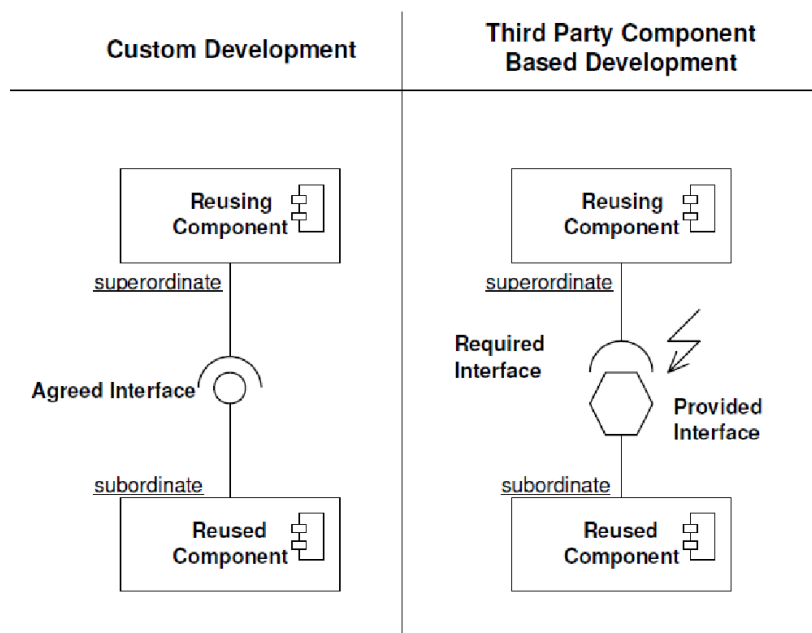 Custom Development
Third Party Component
Based Development
Reusing
Component
superordinate
Agreed Interface
subordinate
Reused
Component
Reusing
Component
superordinate
Required
Interface
Provided
Interface
subordinate
Reused
Component